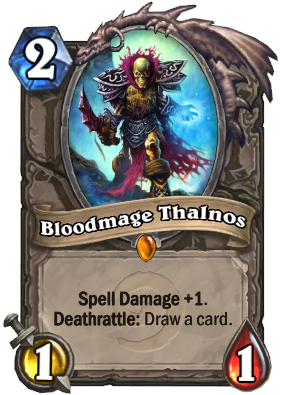 2
Bloodmage Thalnos
Spell Damage +1.
Deathrattle: Draw a card.
1
1